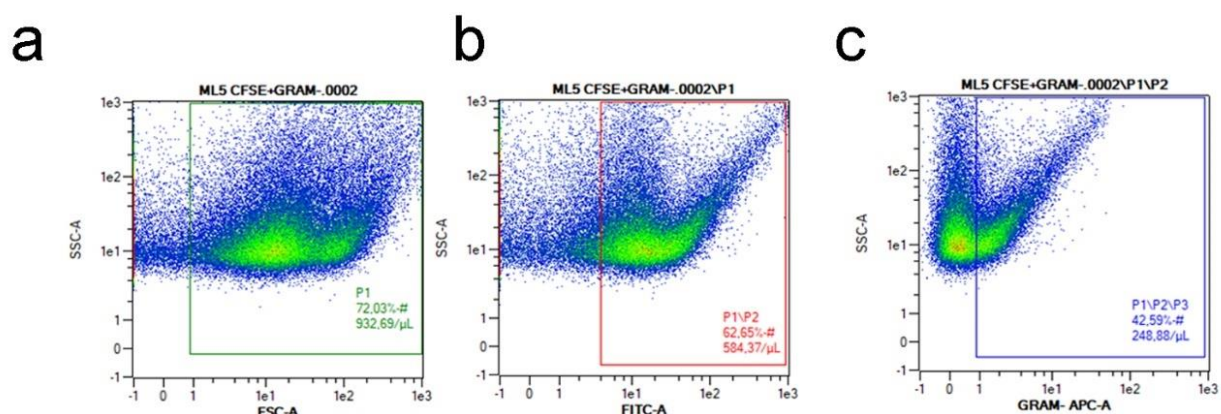 a
b
c
ML5 CFSE+GRAM-.0002
1e3
1e2
1e1
1
0
-1
SSC-A
P1
72,03%-#
932,69/µL
-1
0
1
1e1
1e2
1e3
FSC-A
ML5 CFSE+GRAM-.0002\P1
1e3
1e2
1e1
1
0
-1
SSC-A
P1\P2
62,65%-#
584,37/µL
-1
0
1
1e1
1e2
1e3
FITC-A
ML5 CFSE+GRAM-.0002\P1\P2
1e3
1e2
1e1
1
0
-1
SSC-A
P1\P2\P3
42,59%-#
248,88/µL
-1
0
1
1e1
1e2
1e3
GRAM- APC-A